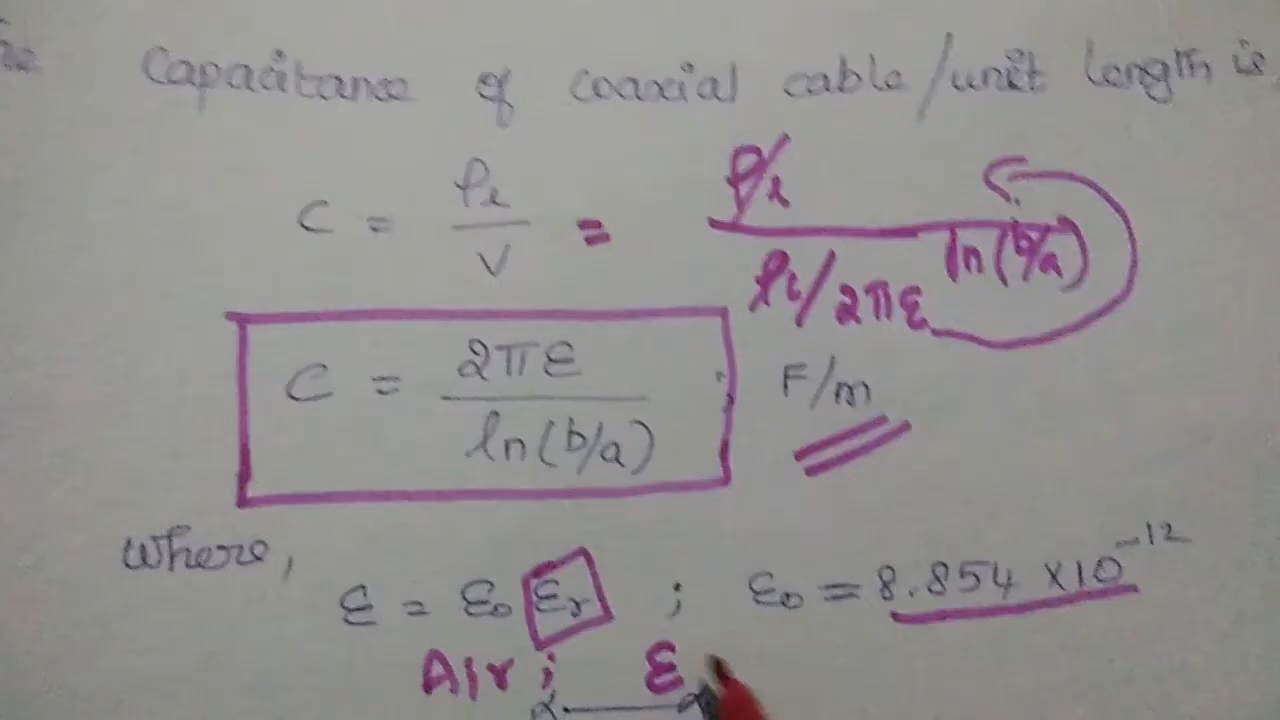 Capacitance of coaxial cable/unit length is
C = ρℓ/V = ρℓ / ρℓ/2πε ln(b/a)
C = 2πε/ln(b/a) ; F/m
Where,
ε = ε₀ εr ; ε₀ = 8.854 ×10⁻¹²
Air ; ε